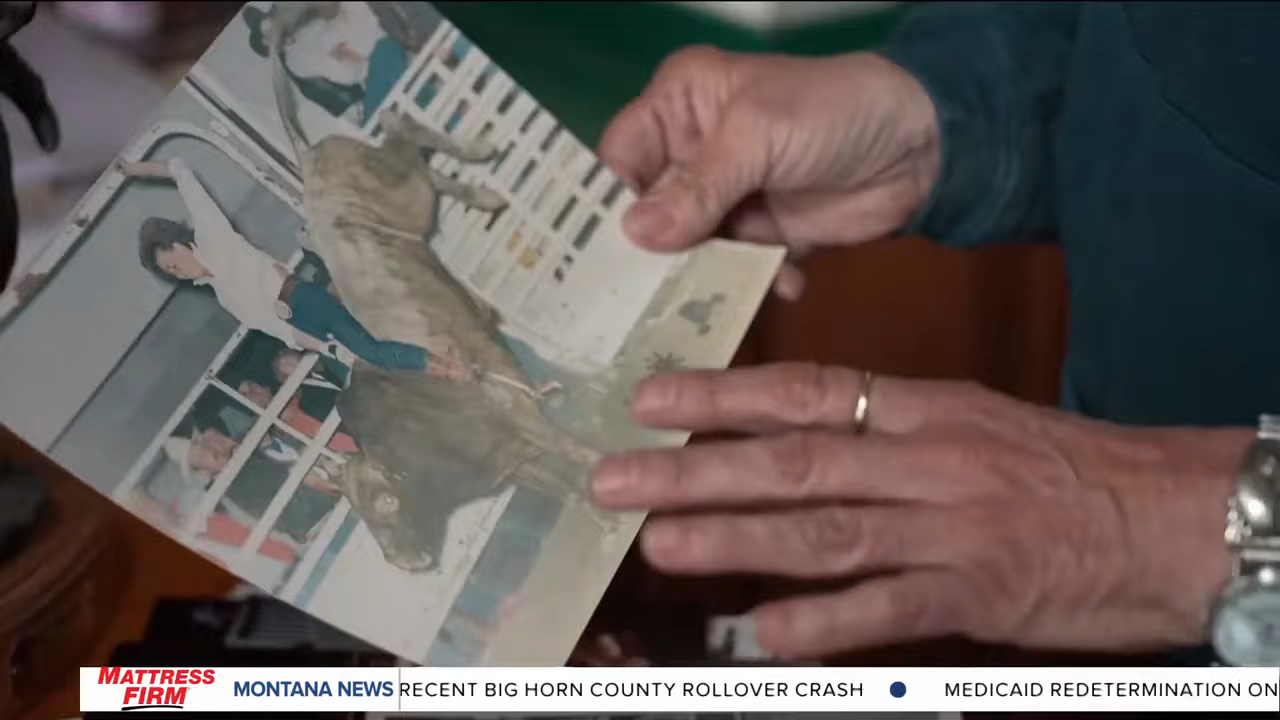 MATTRESS
FIRM
MONTANA NEWS
RECENT BIG HORN COUNTY ROLLOVER CRASH
MEDICAID REDETERMINATION ON